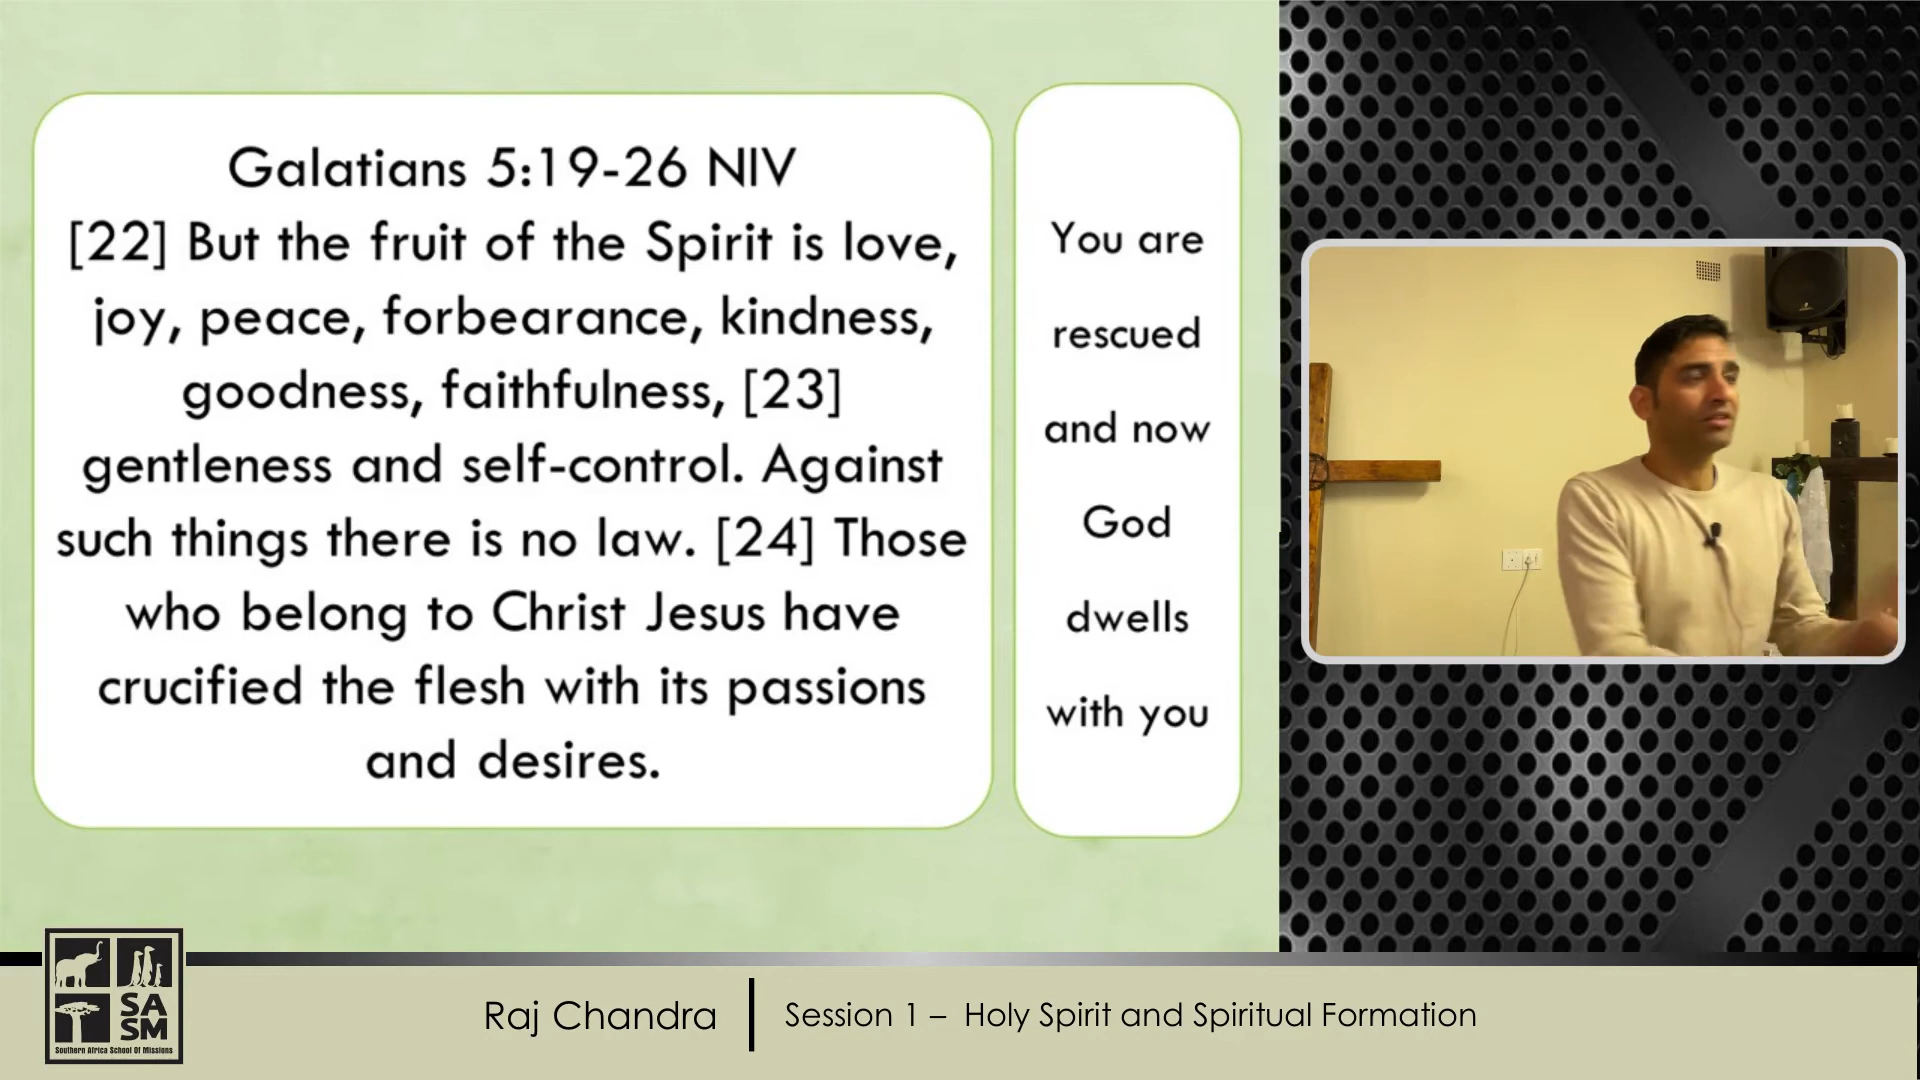 Galatians 5:19-26 NIV
[22] But the fruit of the Spirit is love,
joy, peace, forbearance, kindness,
goodness, faithfulness, [23]
gentleness and self-control. Against
such things there is no law. [24] Those
who belong to Christ Jesus have
crucified the flesh with its passions
and desires.
You are
rescued
and now
God
dwells
with you
SA
SM
Southern Africa School Of Missions
Raj Chandra
Session 1 – Holy Spirit and Spiritual Formation